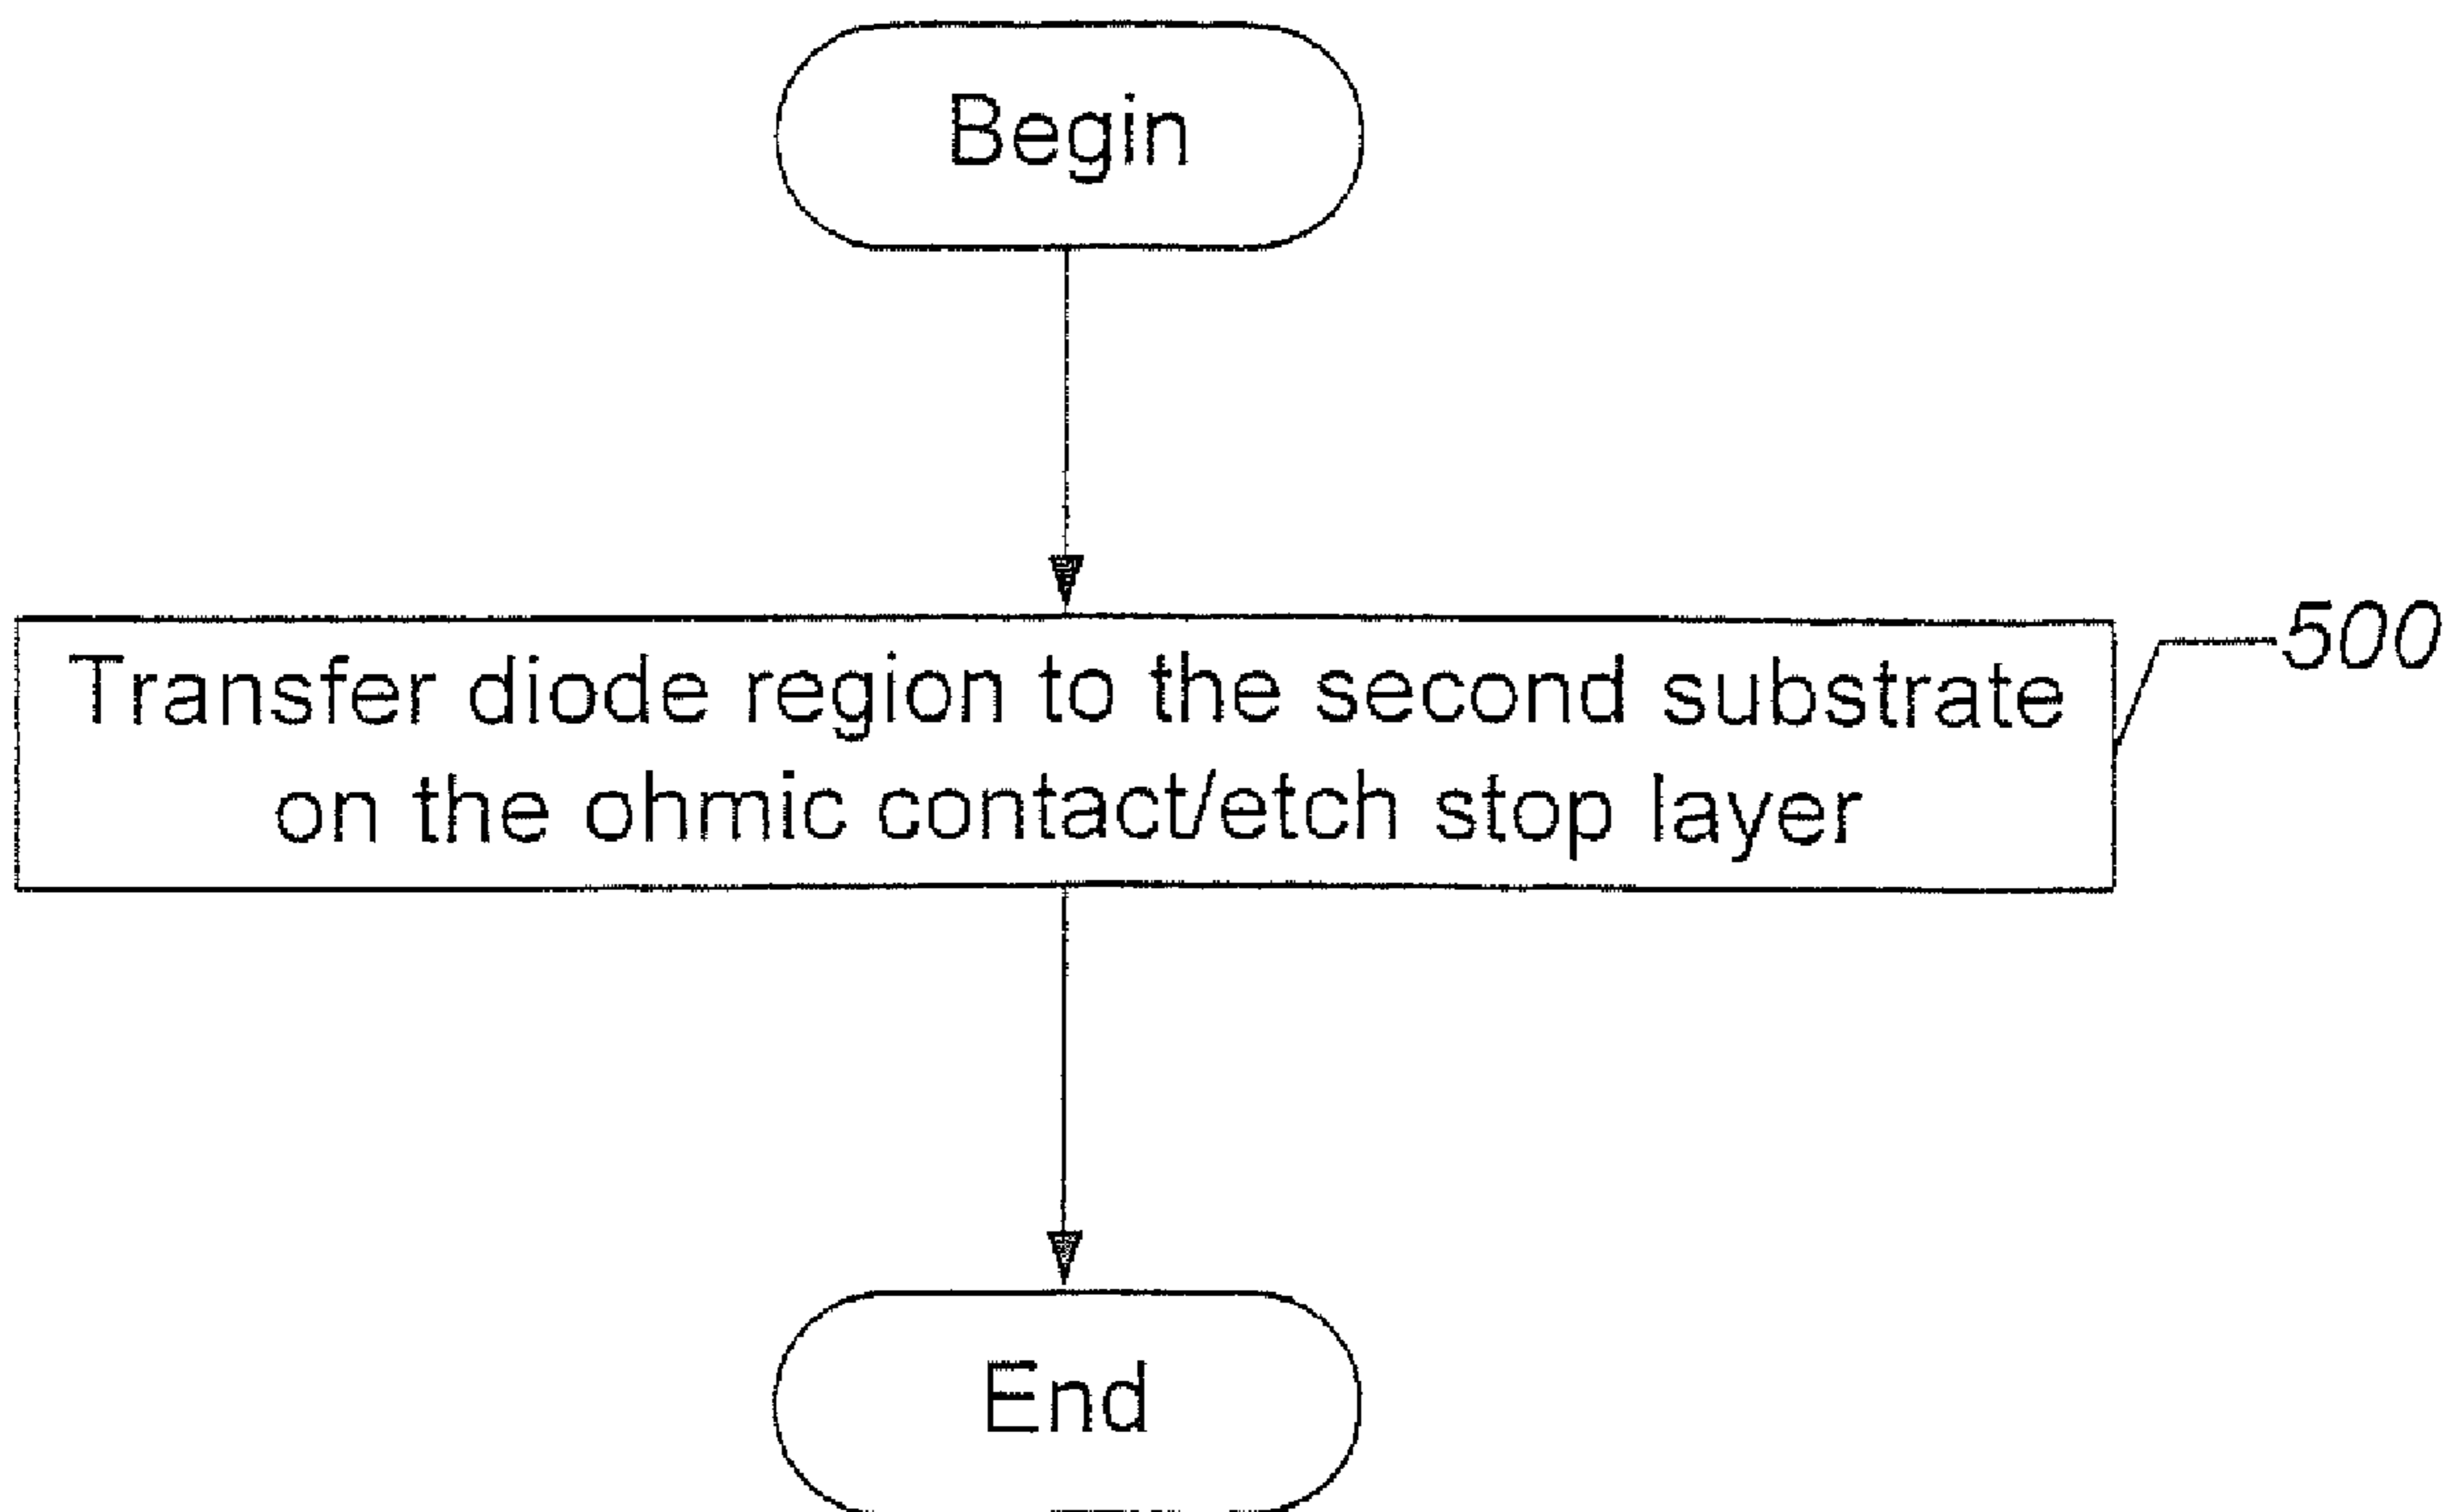 Begin
Transfer diode region to the second substrate
on the ohmic contact/etch stop layer
500
End